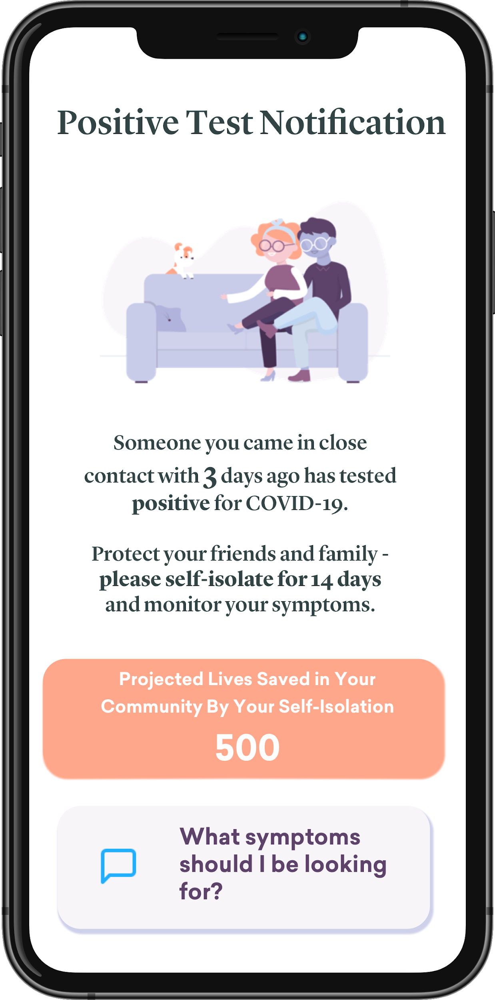 Positive Test Notification
Someone you came in close
contact with 3 days ago has tested
positive for COVID-19.
Protect your friends and family -
please self-isolate for 14 days
and monitor your symptoms.
Projected Lives Saved in Your
Community By Your Self-Isolation
500
What symptoms
should I be looking
for?